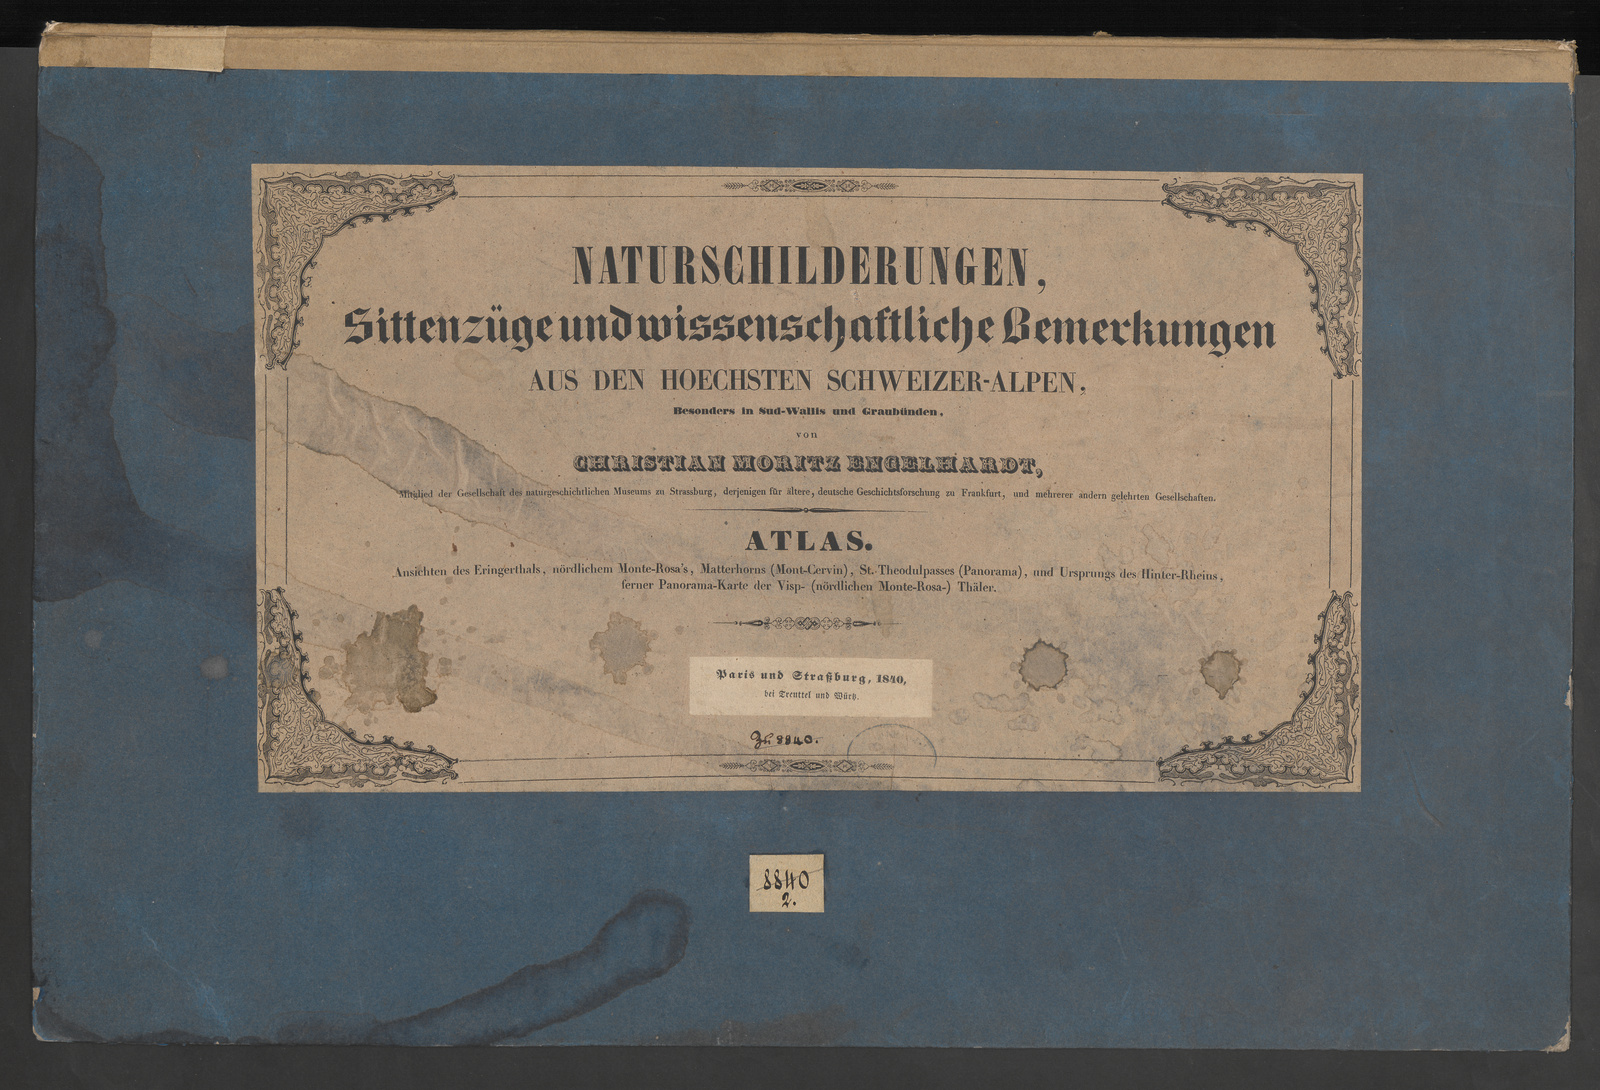 NATURSCHILDERUNGEN,
Sittenzüge und wissenschaftliche Bemerkungen
AUS DEN HOECHSTEN SCHWEIZER-ALPEN,
Besonders in Sud-Wallis und Graubünden,
von
CHRISTIAN MORITZ ENGELHARDT,
Mitglied der Gesellschaft des naturgeschichtlichen Museums zu Strassburg, derjenigen für ältere, deutsche Geschichtsforschung zu Frankfurt, und mehrerer andern gelehrten Gesellschaften.
ATLAS.
Ansichten des Eringerthals, nördlichem Monte-Rosa's, Matterhorns (Mont-Cervin), St.-Theodulpasses (Panorama), und Ursprungs des Hinter-Rheins,
ferner Panorama-Karte der Visp- (nördlichen Monte-Rosa-) Thäler.
Paris und Straßburg, 1840,
bei Treuttel und Würtz.
8840.
8840
2.